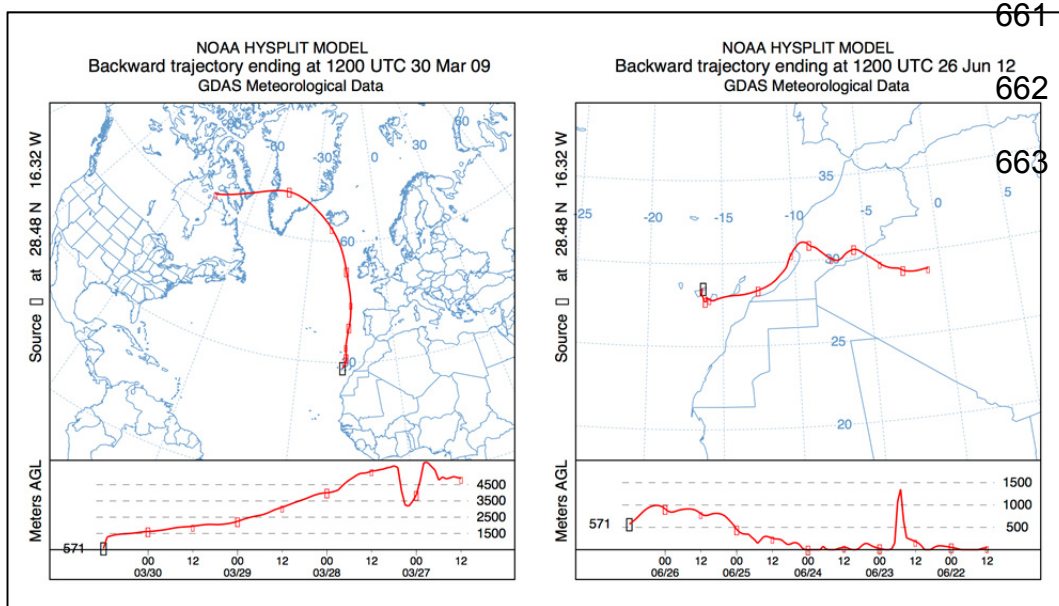 661
662
663
NOAA HYSPLIT MODEL
Backward trajectory ending at 1200 UTC 30 Mar 09
GDAS Meteorological Data
Source at 28.48 N 16.32 W
-60
-60
-30
0
30
60
60
30
Meters AGL
571
4500
3500
2500
1500
00 12 00 12 00 12 00 12
03/30 03/29 03/28 03/27
NOAA HYSPLIT MODEL
Backward trajectory ending at 1200 UTC 26 Jun 12
GDAS Meteorological Data
Source at 28.48 N 16.32 W
35
5
-25
-20
-15
-10
-5
0
30
25
20
Meters AGL
571
1500
1000
500
00 12 00 12 00 12 00 12 00 12
06/26 06/25 06/24 06/23 06/22